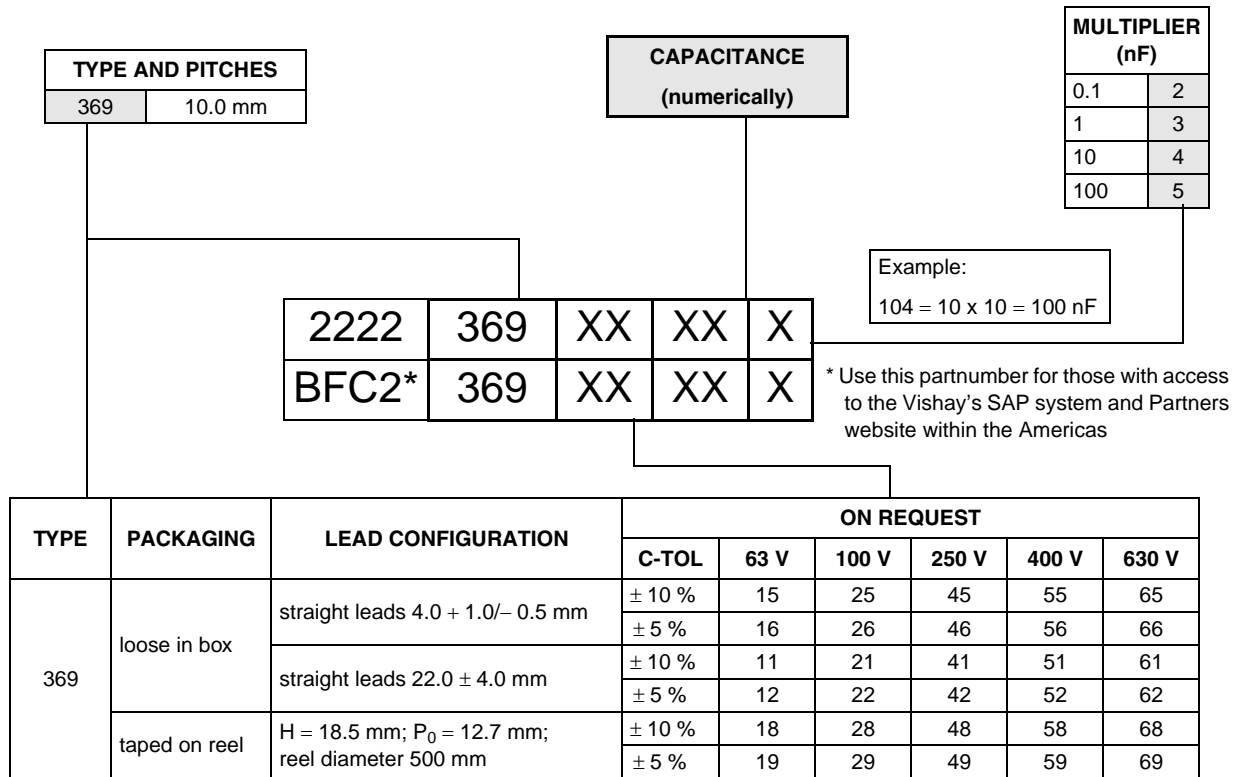 TYPE AND PITCHES
369 10.0 mm
CAPACITANCE
(numerically)
MULTIPLIER
(nF)
0.1 2
1 3
10 4
100 5
Example:
104 = 10 x 10 = 100 nF
2222 369 XX XX X
BFC2* 369 XX XX X
* Use this partnumber for those with access
to the Vishay's SAP system and Partners
website within the Americas
TYPE PACKAGING LEAD CONFIGURATION ON REQUEST
C-TOL 63 V 100 V 250 V 400 V 630 V
369 loose in box straight leads 4.0 + 1.0/– 0.5 mm ± 10 % 15 25 45 55 65
± 5 % 16 26 46 56 66
straight leads 22.0 ± 4.0 mm ± 10 % 11 21 41 51 61
± 5 % 12 22 42 52 62
taped on reel H = 18.5 mm; P0 = 12.7 mm; ± 10 % 18 28 48 58 68
reel diameter 500 mm ± 5 % 19 29 49 59 69